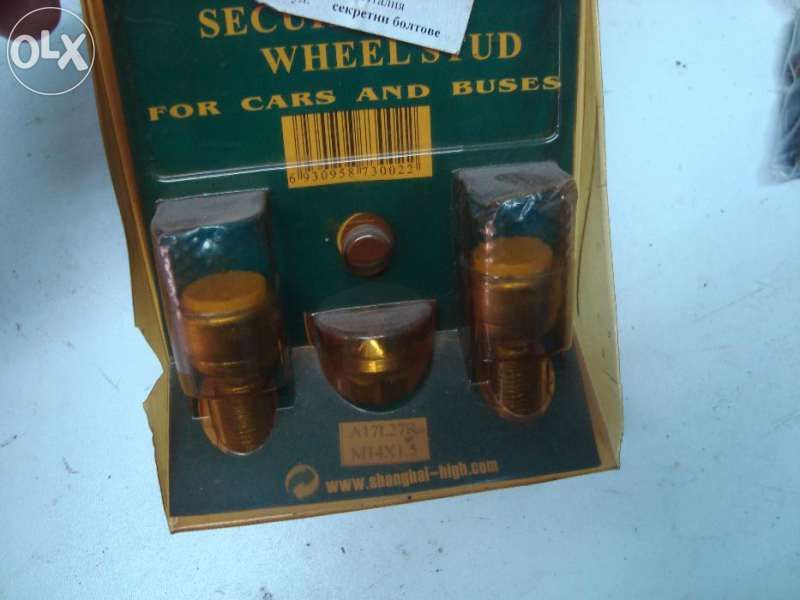 OLX
секретни болтове
WHEEL STUD
FOR CARS AND BUSES
6 930958 730022
A17L27R
M14X1.5
www.shanghai-high.com